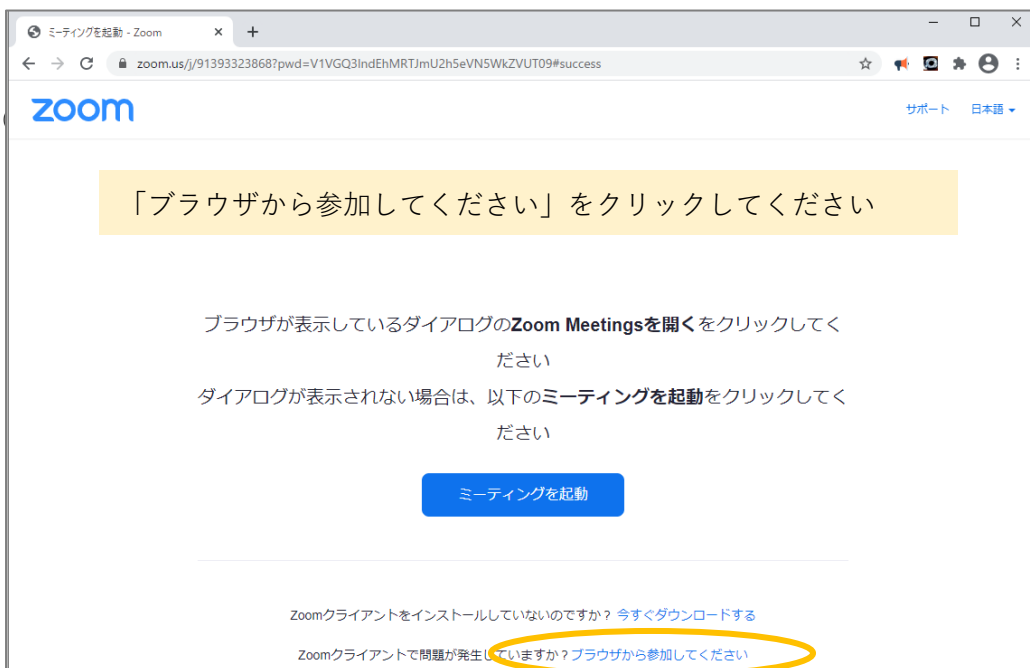 ミーティングを起動 - Zoom
zoom.us/j/91393323868?pwd=V1VGQ3lndEhMRTJmU2h5eVN5WkZVUT09#success
zoom
サポート 日本語
「ブラウザから参加してください」をクリックしてください
ブラウザが表示しているダイアログのZoom Meetingsを開くをクリックしてく
ださい
ダイアログが表示されない場合は、以下のミーティングを起動をクリックしてく
ださい
ミーティングを起動
Zoomクライアントをインストールしていないのですか？ 今すぐダウンロードする
Zoomクライアントで問題が発生していますか？ブラウザから参加してください